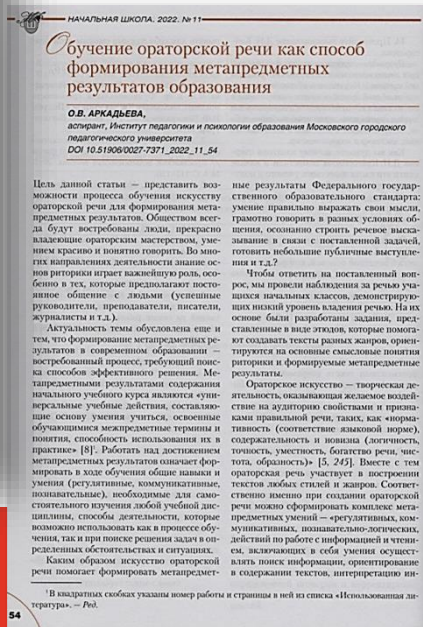 НАЧАЛЬНАЯ ШКОЛА. 2022. №11
Обучение ораторской речи как способ
формирования метапредметных
результатов образования
О.В. АРКАДЬЕВА,
аспирант, Институт педагогики и психологии образования Московского городского
педагогического университета
DOI 10.51906/0027-7371_2022_11_54
Цель данной статьи — представить воз-
можности процесса обучения искусству
ораторской речи для формирования мета-
предметных результатов. Обществом всег-
да будут востребованы люди, прекрасно
владеющие ораторским мастерством, уме-
нием красиво и понятно говорить. Во мно-
гих направлениях деятельности знание ос-
нов риторики играет важнейшую роль, осо-
бенно в тех, которые предполагают посто-
янное общение с людьми (успешные
руководители, преподаватели, писатели,
журналисты и т.д.).
Актуальность темы обусловлена еще и
тем, что формирование метапредметных ре-
зультатов в современном образовании —
востребованный процесс, требующий поис-
ка способов эффективного решения. Ме-
тапредметными результатами содержания
начального учебного курса являются «уни-
версальные учебные действия, составляю-
щие основу умения учиться, освоенные
обучающимися межпредметные термины и
понятия, способность использования их в
практике» [8]¹. Работать над достижением
метапредметных результатов означает фор-
мировать в ходе обучения общие навыки и
умения (регулятивные, коммуникативные,
познавательные), необходимые для само-
стоятельного изучения любой учебной дис-
циплины, способы деятельности, которые
возможно использовать как в процессе обу-
чения, так и при поиске решения задач в оп-
ределенных обстоятельствах и ситуациях.
Каким образом искусство ораторской
речи помогает формировать метапредмет-
ные результаты Федерального государ-
ственного образовательного стандарта:
умение правильно выражать свои мысли,
грамотно говорить в разных условиях об-
щения, осознанно строить речевое выска-
зывание в связи с поставленной задачей,
готовить небольшие публичные выступле-
ния и т.д.?
Чтобы ответить на поставленный воп-
рос, мы провели наблюдения за речью уча-
щихся начальных классов, демонстрирую-
щих низкий уровень владения речью. На их
основе были разработаны задания, пред-
ставленные в виде этюдов, которые помога-
ют создавать тексты разных жанров, ориен-
тируются на основные смысловые понятия
риторики и формируемые метапредметные
результаты.
Ораторское искусство — творческая де-
ятельность, оказывающая желаемое воздей-
ствие на аудиторию свойствами и призна-
ками правильной речи, таких, как «норма-
тивность (соответствие языковой норме),
содержательность и новизна (логичность,
точность, уместность, богатство речи, чис-
тота, образность)» [5, 245]. Вместе с тем
ораторская речь участвует в построении
текстов любых стилей и жанров. Соответ-
ственно именно при создании ораторской
речи можно сформировать комплекс мета-
предметных умений — «регулятивных, ком-
муникативных, познавательно-логических,
действий по работе с информацией и чтени-
ем, включающих в себя умения осущест-
влять поиск информации, ориентирование
в содержании текстов, интерпретацию ин-
¹ В квадратных скобках указаны номер работы и страницы в ней из списка «Использованная ли-
тература». — Ред.
54